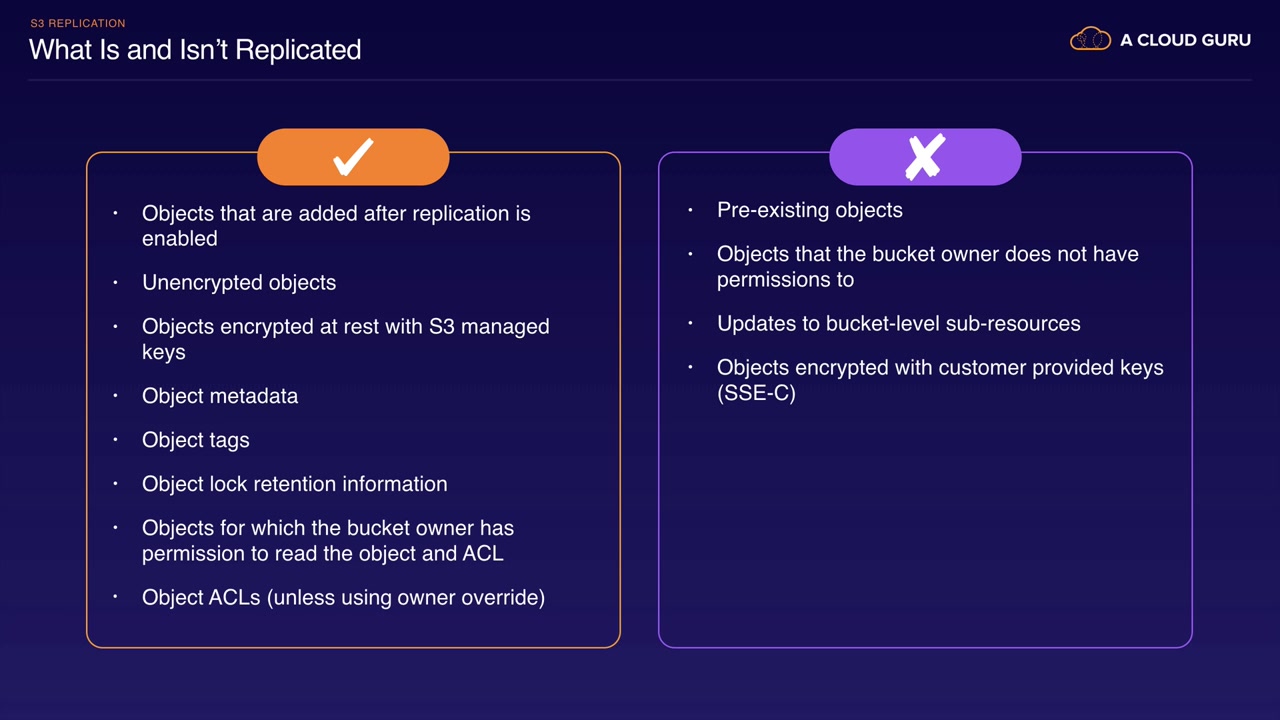 S3 REPLICATION
What Is and Isn’t Replicated
A CLOUD GURU
• Objects that are added after replication is
enabled
• Unencrypted objects
• Objects encrypted at rest with S3 managed
keys
• Object metadata
• Object tags
• Object lock retention information
• Objects for which the bucket owner has
permission to read the object and ACL
• Object ACLs (unless using owner override)
• Pre-existing objects
• Objects that the bucket owner does not have
permissions to
• Updates to bucket-level sub-resources
• Objects encrypted with customer provided keys
(SSE-C)